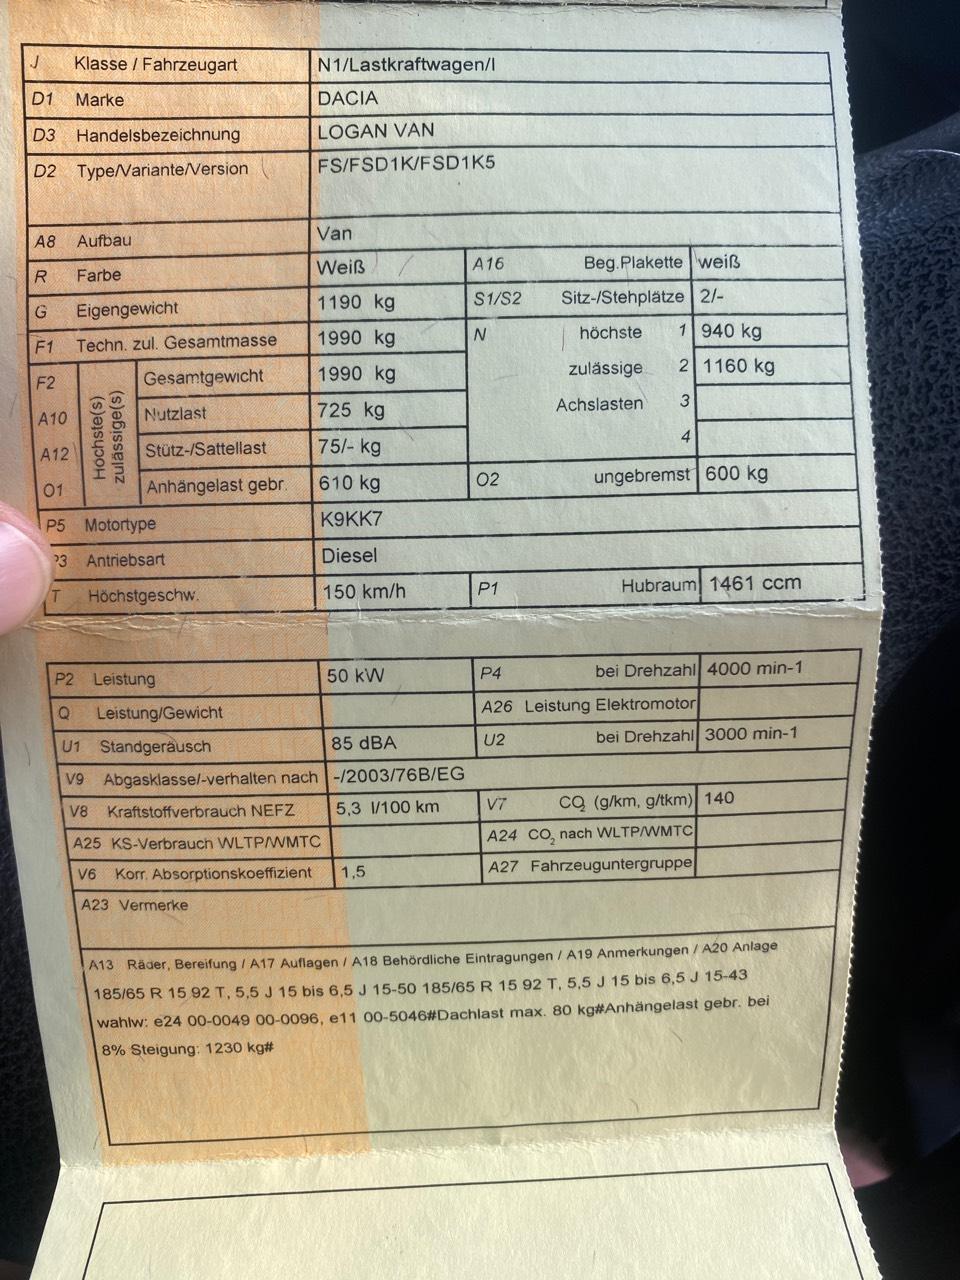 J Klasse / Fahrzeugart N1/Lastkraftwagen/I
D1 Marke DACIA
D3 Handelsbezeichnung LOGAN VAN
D2 Type/Variante/Version FS/FSD1K/FSD1K5
A8 Aufbau Van
R Farbe Weiß A16 Beg.Plakette weiß
G Eigengewicht 1190 kg S1/S2 Sitz-/Stehplätze 2/-
F1 Techn. zul. Gesamtmasse 1990 kg N höchste 1 940 kg
Höchste(s)
zulässige(s)
F2 Gesamtgewicht 1990 kg zulässige 2 1160 kg
A10 Nutzlast 725 kg Achslasten 3
A12 Stütz-/Sattellast 75/- kg 4
O1 Anhängelast gebr. 610 kg O2 ungebremst 600 kg
P5 Motortype K9KK7
P3 Antriebsart Diesel
T Höchstgeschw. 150 km/h P1 Hubraum 1461 ccm
P2 Leistung 50 kW P4 bei Drehzahl 4000 min-1
Q Leistung/Gewicht A26 Leistung Elektromotor
U1 Standgeräusch 85 dBA U2 bei Drehzahl 3000 min-1
V9 Abgasklasse/-verhalten nach -/2003/76B/EG
V8 Kraftstoffverbrauch NEFZ 5,3 l/100 km V7 CO2 (g/km, g/tkm) 140
A25 KS-Verbrauch WLTP/WMTC A24 CO2 nach WLTP/WMTC
V6 Korr. Absorptionskoeffizient 1,5 A27 Fahrzeuguntergruppe
A23 Vermerke
A13 Räder, Bereifung / A17 Auflagen / A18 Behördliche Eintragungen / A19 Anmerkungen / A20 Anlage
185/65 R 15 92 T, 5,5 J 15 bis 6,5 J 15-50 185/65 R 15 92 T, 5,5 J 15 bis 6,5 J 15-43
wahlw: e24 00-0049 00-0096, e11 00-5046#Dachlast max. 80 kg#Anhängelast gebr. bei
8% Steigung: 1230 kg#